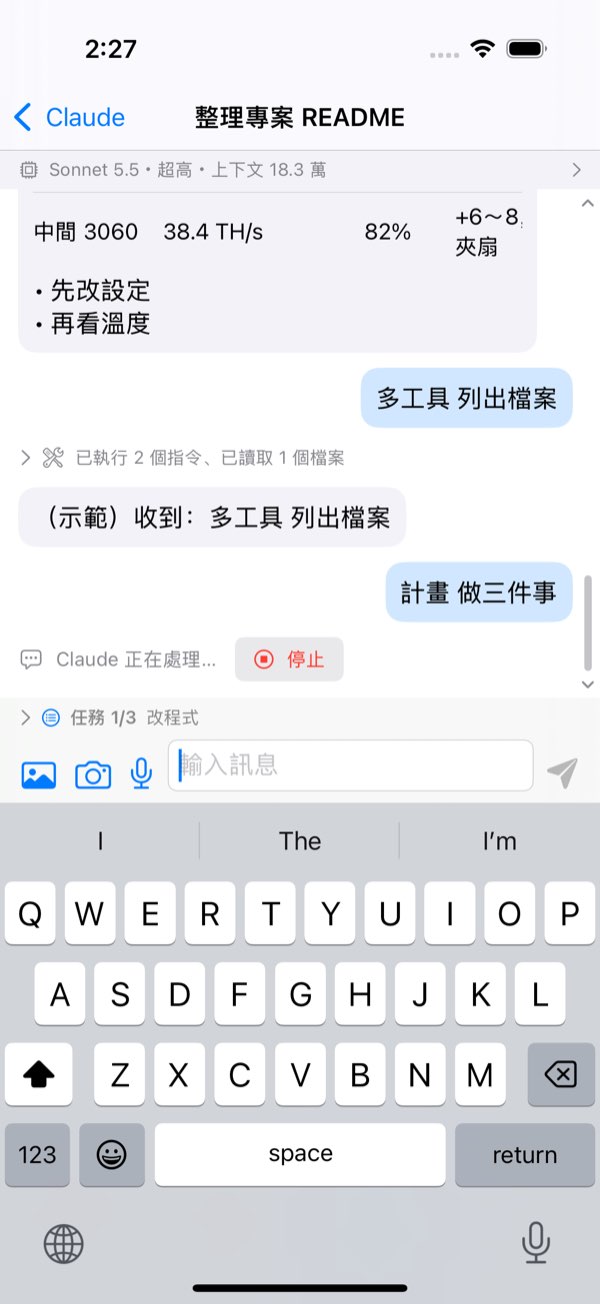 2:27
Claude
整理專案 README
Sonnet 5.5・超高・上下文 18.3 萬
中間 3060 38.4 TH/s 82% +6～8
夾扇
• 先改設定
• 再看溫度
多工具 列出檔案
已執行 2 個指令、已讀取 1 個檔案
（示範）收到：多工具 列出檔案
計畫 做三件事
Claude 正在處理...
停止
任務 1/3 改程式
輸入訊息
I The I'm
Q W E R T Y U I O P
A S D F G H J K L
Z X C V B N M
123 space return